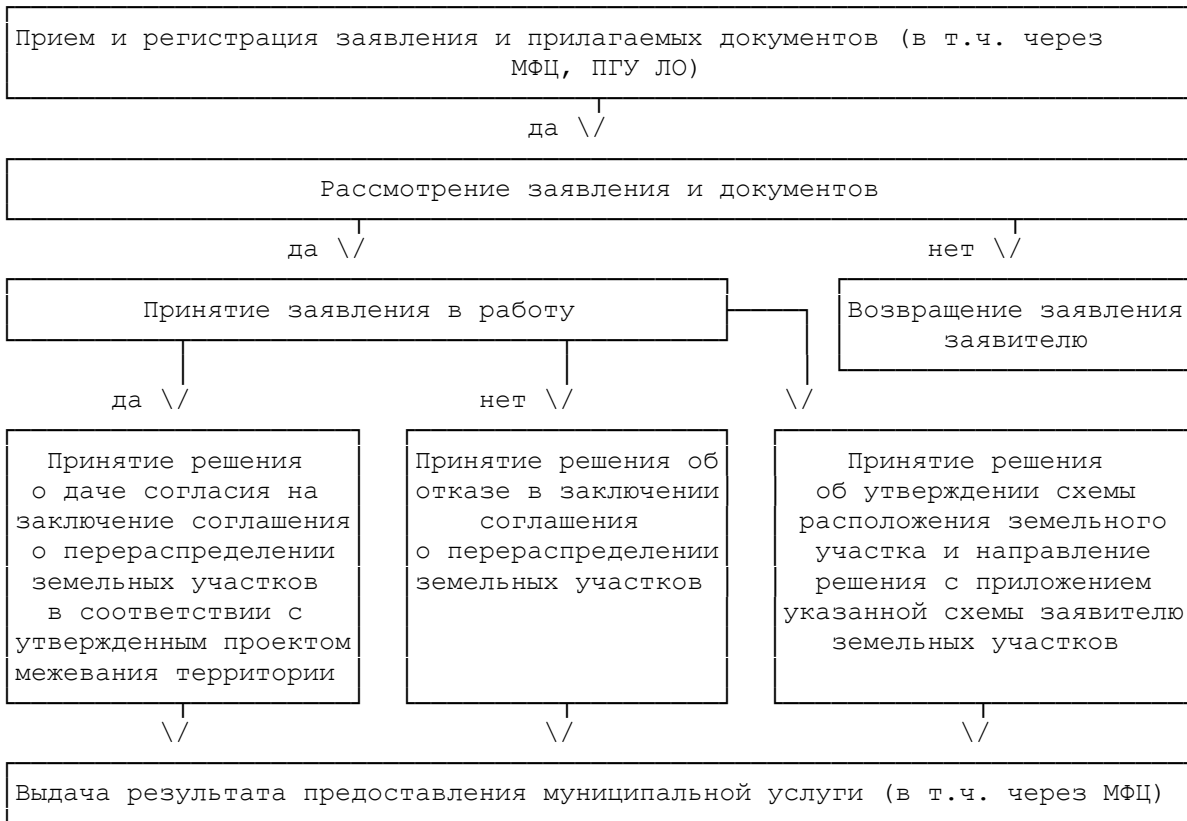 Прием и регистрация заявления и прилагаемых документов (в т.ч. через
МФЦ, ПГУ ЛО)
да \/
Рассмотрение заявления и документов
да \/
нет \/
Принятие заявления в работу
Возвращение заявления
заявителю
да \/
нет \/
\/
Принятие решения
о даче согласия на
заключение соглашения
о перераспределении
земельных участков
в соответствии с
утвержденным проектом
межевания территории
Принятие решения об
отказе в заключении
соглашения
о перераспределении
земельных участков
Принятие решения
об утверждении схемы
расположения земельного
участка и направление
решения с приложением
указанной схемы заявителю
земельных участков
\/
\/
\/
Выдача результата предоставления муниципальной услуги (в т.ч. через МФЦ)